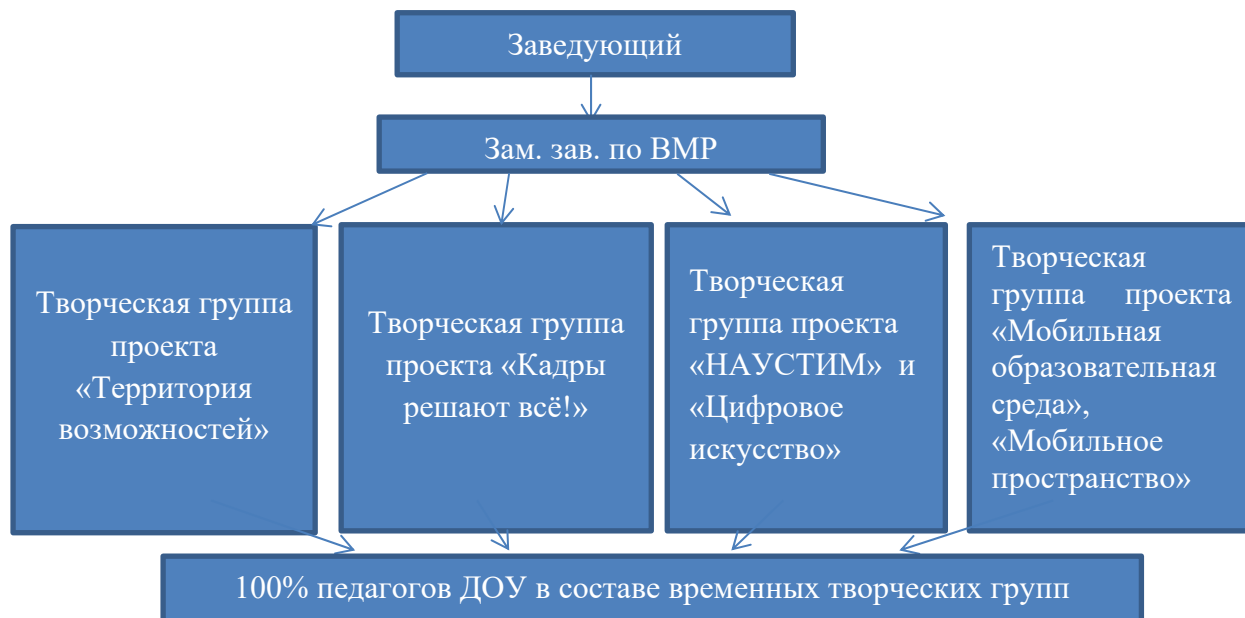 Заведующий
Зам. зав. по ВМР
Творческая группа
проекта
«Территория
возможностей»
Творческая группа
проекта «Кадры
решают всё!»
Творческая
группа проекта
«НАУСТИМ» и
«Цифровое
искусство»
Творческая
группа проекта
«Мобильная
образовательная
среда»,
«Мобильное
пространство»
100% педагогов ДОУ в составе временных творческих групп